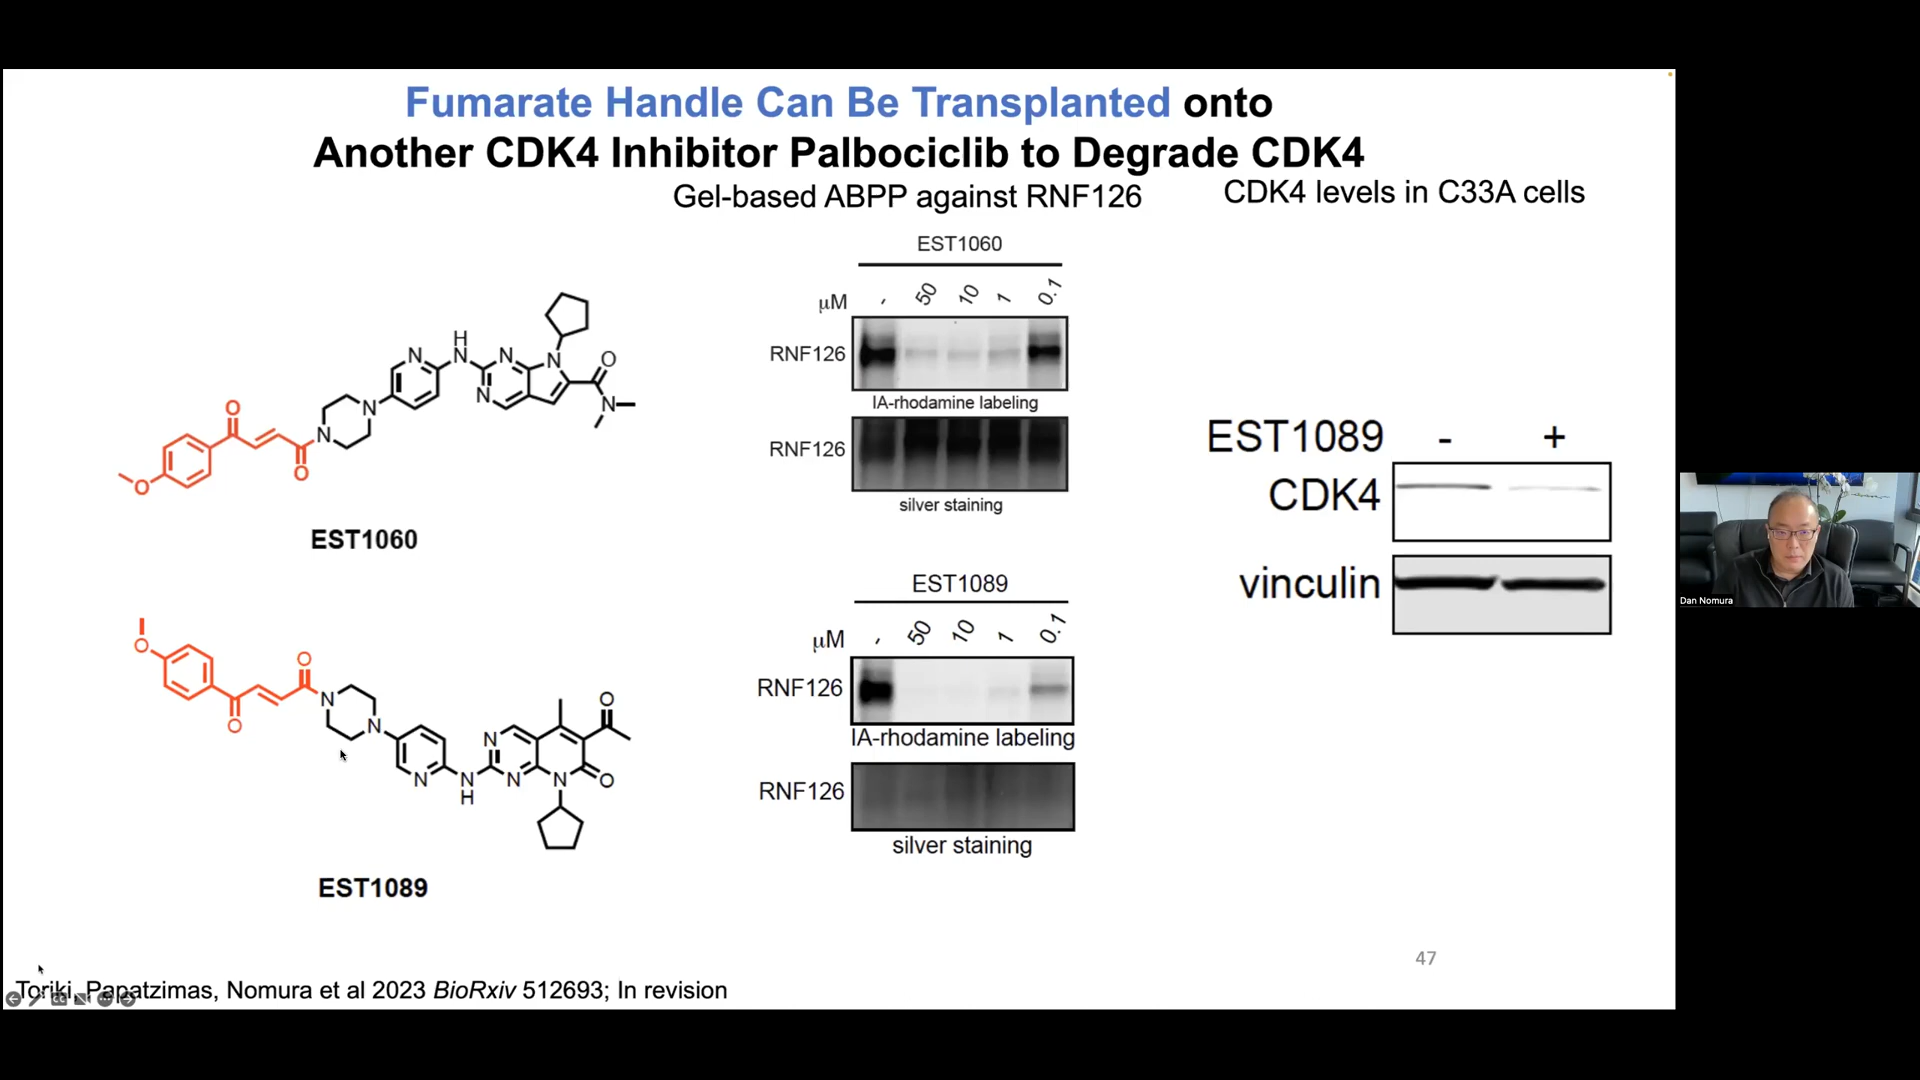 Fumarate Handle Can Be Transplanted onto
Another CDK4 Inhibitor Palbociclib to Degrade CDK4
Gel-based ABPP against RNF126
CDK4 levels in C33A cells
EST1060
μM - 50 10 1 0.1
RNF126
IA-rhodamine labeling
RNF126
silver staining
O
O
O
N
N
N
H
N
N
N
N
O
N
EST1060
EST1089 - +
CDK4
vinculin
EST1089
μM - 50 10 1 0.1
RNF126
IA-rhodamine labeling
RNF126
silver staining
O
O
O
N
N
N
N
H
N
N
N
O
O
EST1089
Dan Nomura
47
Toriki, Papatzimas, Nomura et al 2023 BioRxiv 512693; In revision